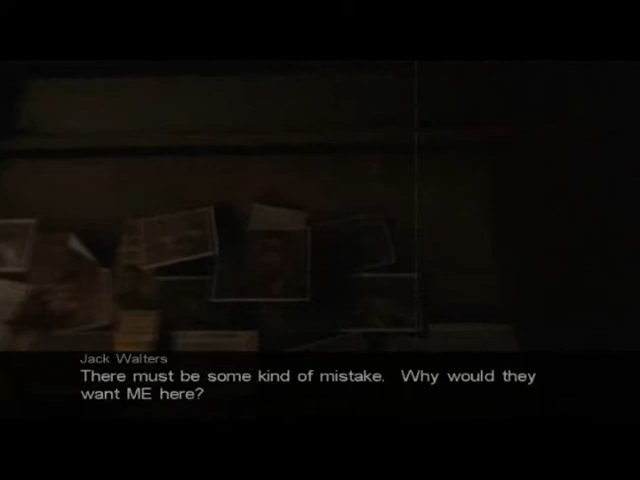 Jack Walters
There must be some kind of mistake. Why would they
want ME here?